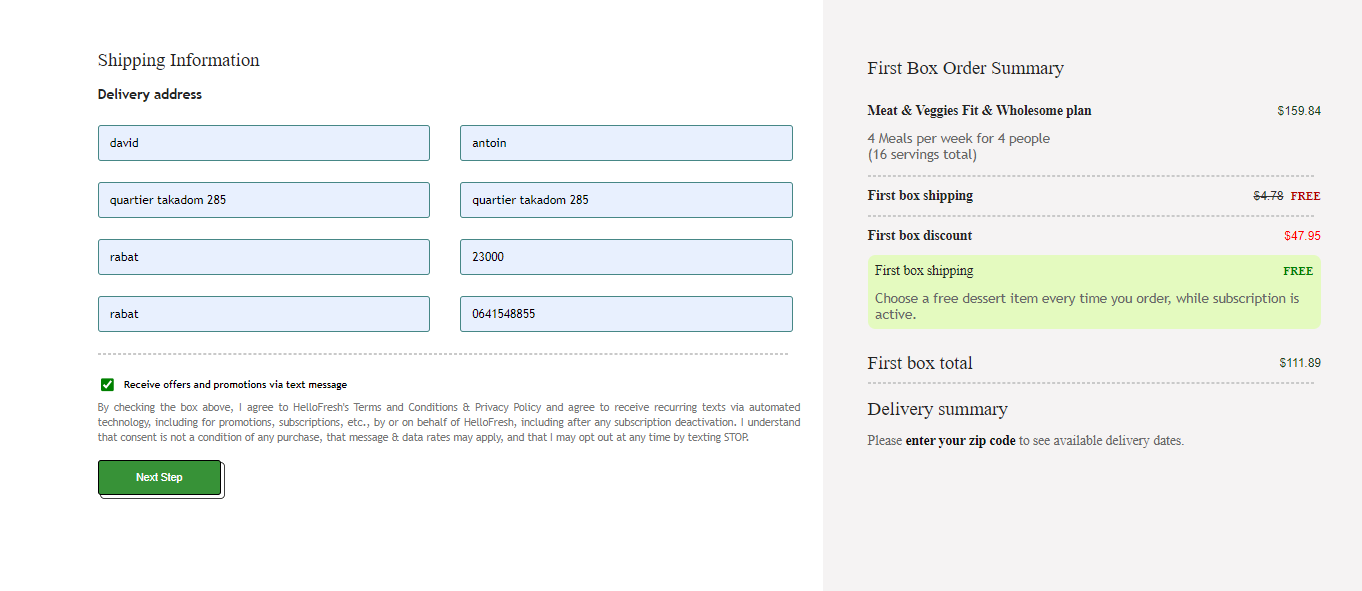 Shipping Information
Delivery address
david
antoin
quartier takadom 285
quartier takadom 285
rabat
23000
rabat
0641548855
Receive offers and promotions via text message
By checking the box above, I agree to HelloFresh's Terms and Conditions & Privacy Policy and agree to receive recurring texts via automated
technology, including for promotions, subscriptions, etc., by or on behalf of HelloFresh, including after any subscription deactivation. I understand
that consent is not a condition of any purchase, that message & data rates may apply, and that I may opt out at any time by texting STOP.
Next Step
First Box Order Summary
Meat & Veggies Fit & Wholesome plan $159.84
4 Meals per week for 4 people
(16 servings total)
First box shipping $4.78 FREE
First box discount $47.95
First box shipping FREE
Choose a free dessert item every time you order, while subscription is
active.
First box total $111.89
Delivery summary
Please enter your zip code to see available delivery dates.